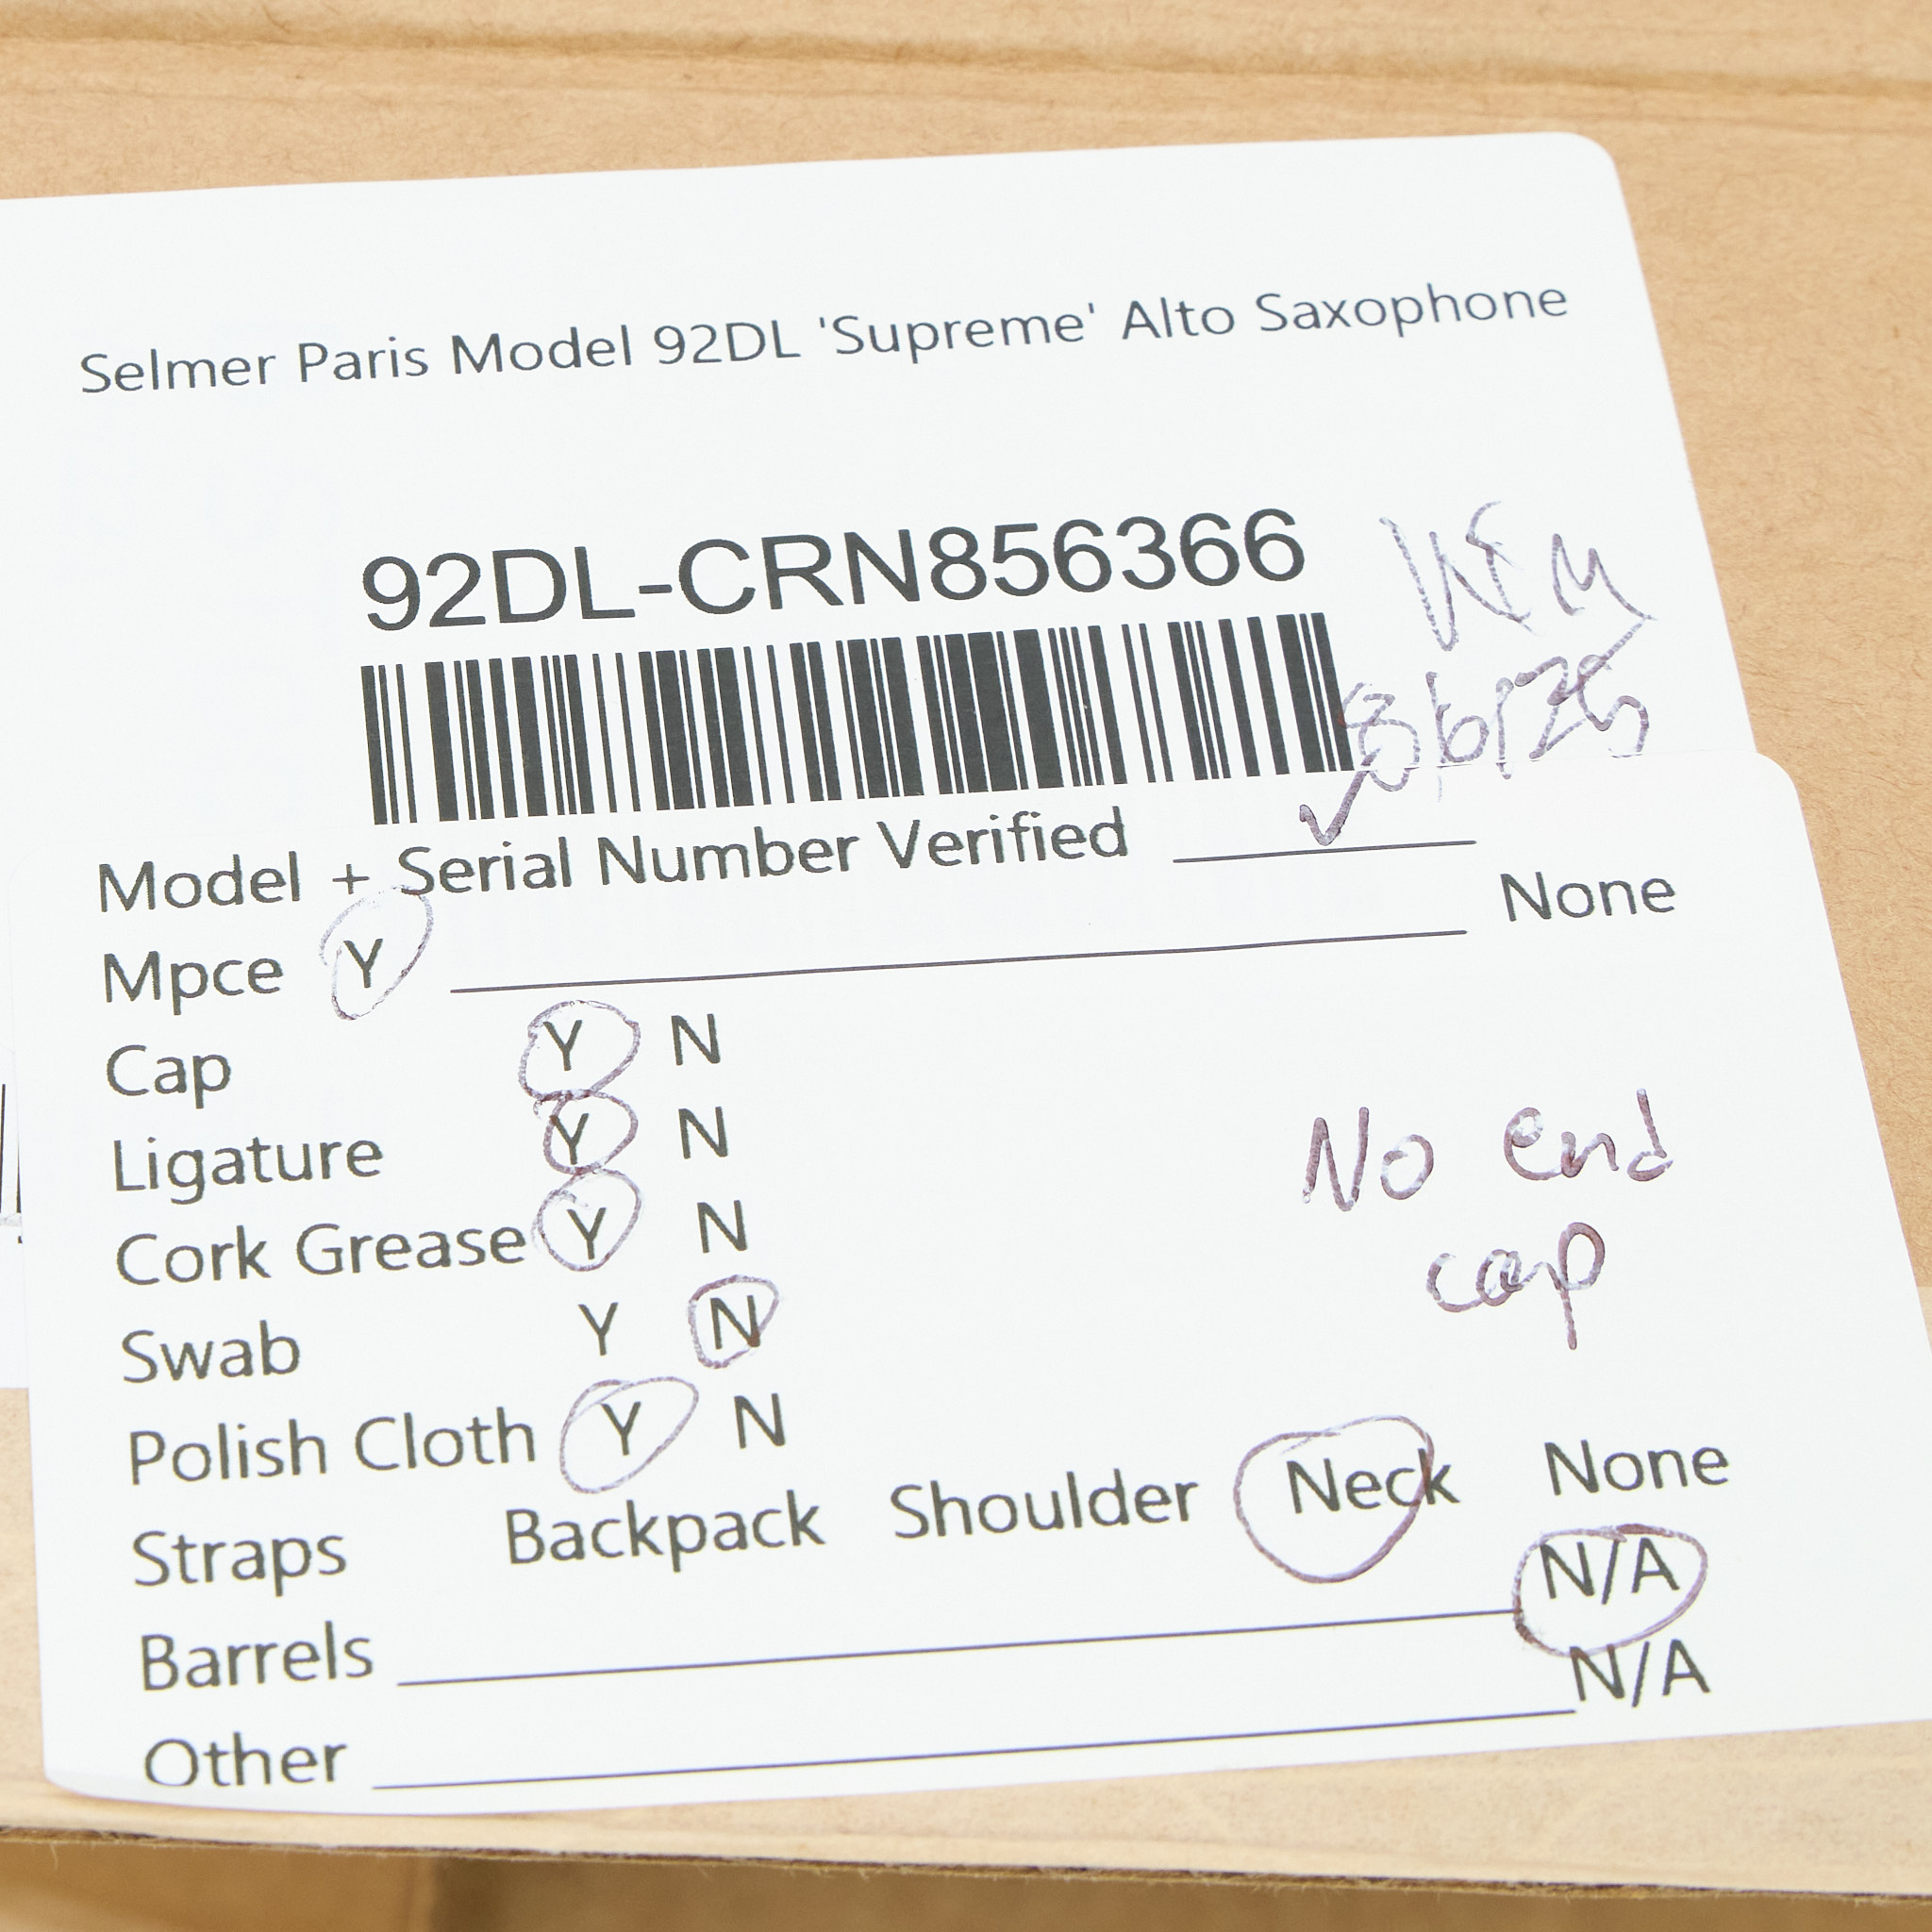 Selmer Paris Model 92DL 'Supreme' Alto Saxophone
92DL-CRN856366
Model + Serial Number Verified ✓
Mpce Y None
Cap Y N
Ligature Y N
Cork Grease Y N
No end
cap
Swab Y N
Polish Cloth Y N
Straps Backpack Shoulder Neck None
Barrels N/A
Other N/A